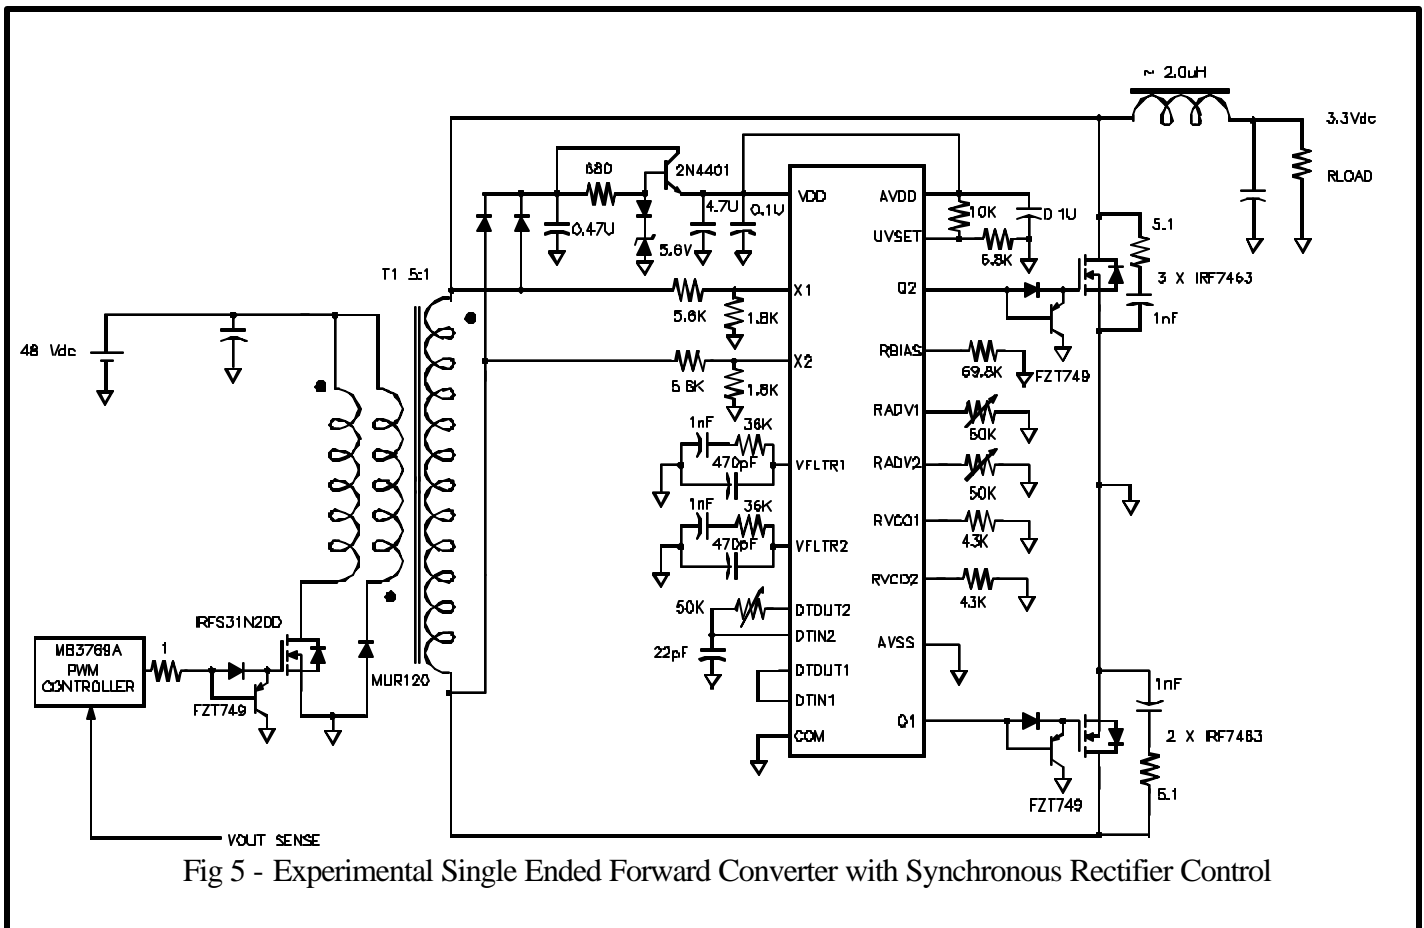 ~ 2.0uH
3.3Vdc
RLOAD
680
2N4401
4.7U
0.1U
0.47U
5.6V
VDD
AVDD
10K
0.1U
UVSET
6.8K
5.1
3 X IRF7463
1nF
T1 5:1
X1
5.6K
1.8K
Q2
48 Vdc
X2
5.6K
1.8K
RBIAS
69.8K
FZT749
RADV1
50K
1nF
36K
470pF
VFLTR1
RADV2
50K
1nF
36K
470pF
VFLTR2
RVCO1
43K
RVCO2
43K
50K
DTOUT2
DTIN2
22pF
DTOUT1
DTIN1
AVSS
IRFS31N20D
MB3769A
PWM
CONTROLLER
1
FZT749
MUR120
COM
Q1
FZT749
1nF
2 X IRF7463
5.1
VOUT SENSE
Fig 5 - Experimental Single Ended Forward Converter with Synchronous Rectifier Control